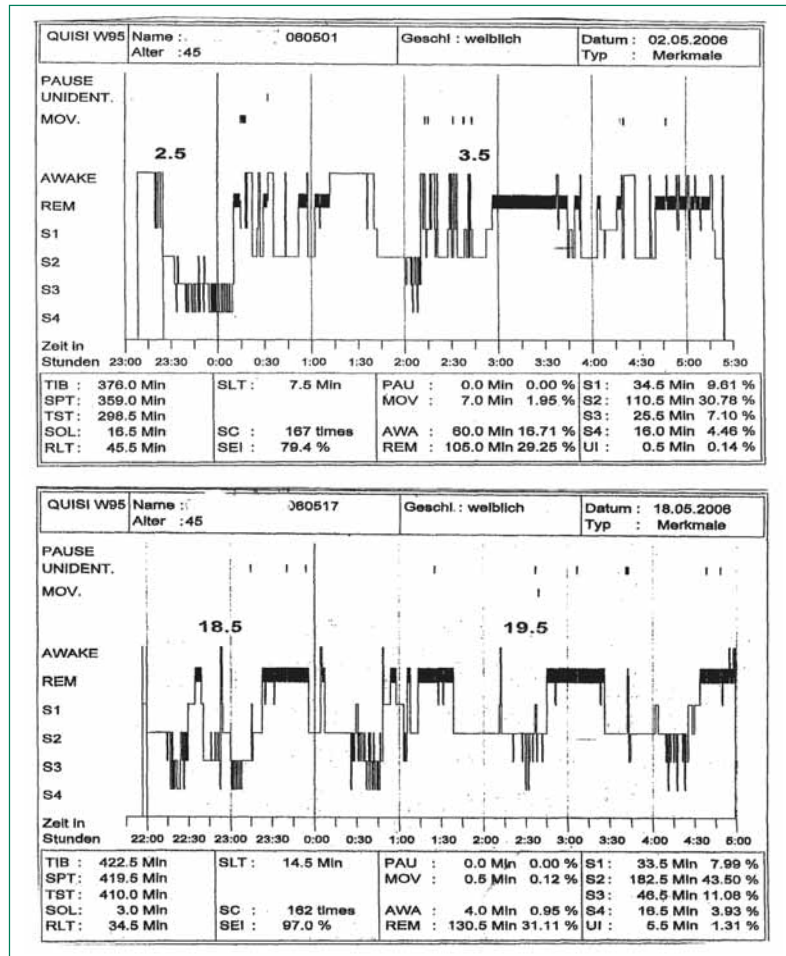 QUISI W95 Name : 060501 Geschl : weiblich Datum : 02.05.2006
Alter :45 Typ : Merkmale
PAUSE
UNIDENT.
MOV.
2.5 3.5
AWAKE
REM
S1
S2
S3
S4
Zeit in
Stunden 23:00 23:30 0:00 0:30 1:00 1:30 2:00 2:30 3:00 3:30 4:00 4:30 5:00 5:30
TIB : 376.0 Min SLT : 7.5 Min PAU : 0.0 Min 0.00 % S1 : 34.5 Min 9.61 %
SPT : 359.0 Min MOV : 7.0 Min 1.95 % S2 : 110.5 Min 30.78 %
TST : 298.5 Min S3 : 25.5 Min 7.10 %
SOL : 16.5 Min SC : 167 times AWA : 60.0 Min 16.71 % S4 : 16.0 Min 4.46 %
RLT : 45.5 Min SEI : 79.4 % REM : 105.0 Min 29.25 % UI : 0.5 Min 0.14 %
QUISI W95 Name : 060517 Geschl. : weiblich Datum : 18.05.2006
Alter :45 Typ : Merkmale
PAUSE
UNIDENT.
MOV.
18.5 19.5
AWAKE
REM
S1
S2
S3
S4
Zeit in
Stunden 22:00 22:30 23:00 23:30 0:00 0:30 1:00 1:30 2:00 2:30 3:00 3:30 4:00 4:30 5:00
TIB : 422.5 Min SLT : 14.5 Min PAU : 0.0 Min 0.00 % S1 : 33.5 Min 7.99 %
SPT : 419.5 Min MOV : 0.5 Min 0.12 % S2 : 182.5 Min 43.50 %
TST : 410.0 Min S3 : 46.5 Min 11.08 %
SOL : 3.0 Min SC : 162 times AWA : 4.0 Min 0.95 % S4 : 16.5 Min 3.93 %
RLT : 34.5 Min SEI : 97.0 % REM : 130.5 Min 31.11 % UI : 5.5 Min 1.31 %